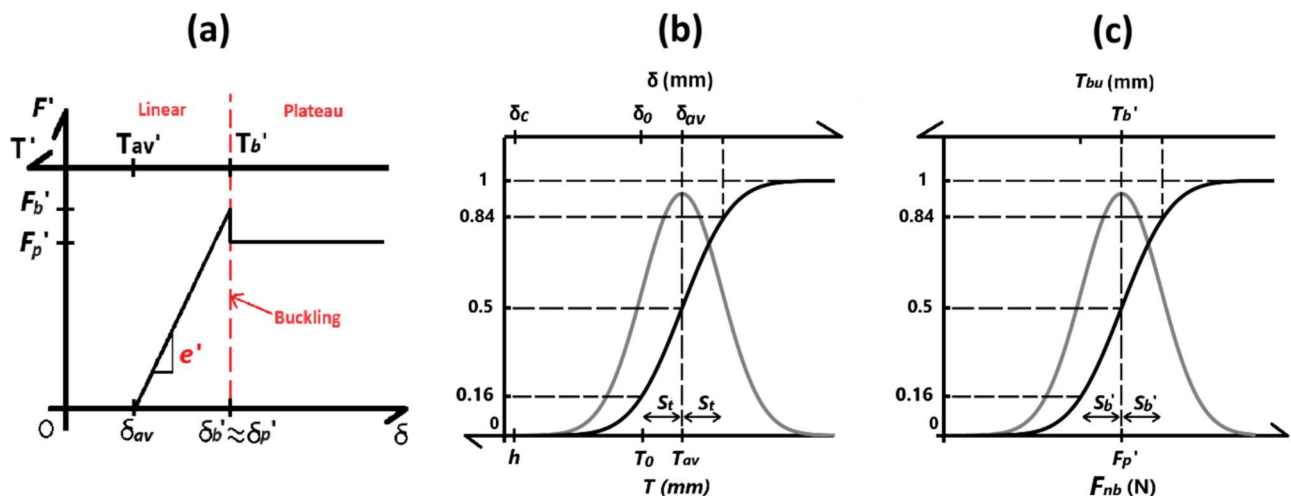 (a)
F'
Linear
Plateau
T'
Tav'
Tb'
Fb'
Fp'
Buckling
e'
O
δav
δb' ≈ δp'
δ
(b)
δ (mm)
δc
δ0
δav
1
0.84
0.5
0.16
St
St
0
h
T0
Tav
T (mm)
(c)
Tbu (mm)
Tb'
1
0.84
0.5
0.16
Sb'
Sb'
0
Fp'
Fnb (N)